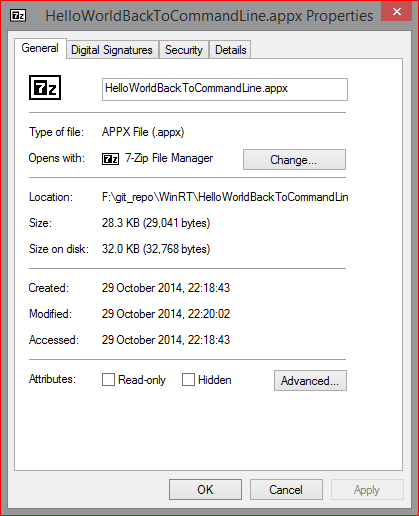 HelloWorldBackToCommandLine.appx Properties
General Digital Signatures Security Details
7z HelloWorldBackToCommandLine.appx
Type of file: APPX File (.appx)
Opens with: 7z 7-Zip File Manager Change...
Location: F:\git_repo\WinRT\HelloWorldBackToCommandLin
Size: 28.3 KB (29,041 bytes)
Size on disk: 32.0 KB (32,768 bytes)
Created: 29 October 2014, 22:18:43
Modified: 29 October 2014, 22:20:02
Accessed: 29 October 2014, 22:18:43
Attributes: Read-only Hidden Advanced...
OK Cancel Apply